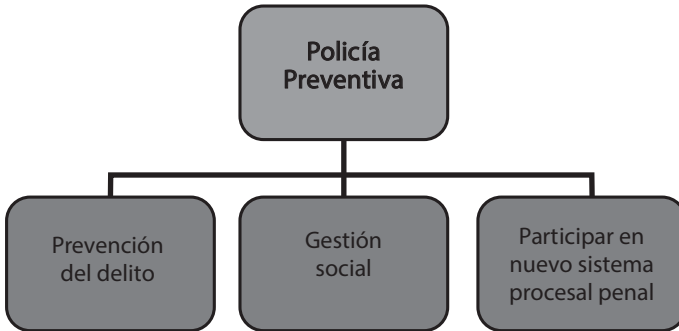 Policía
Preventiva
Prevención
del delito
Gestión
social
Participar en
nuevo sistema
procesal penal